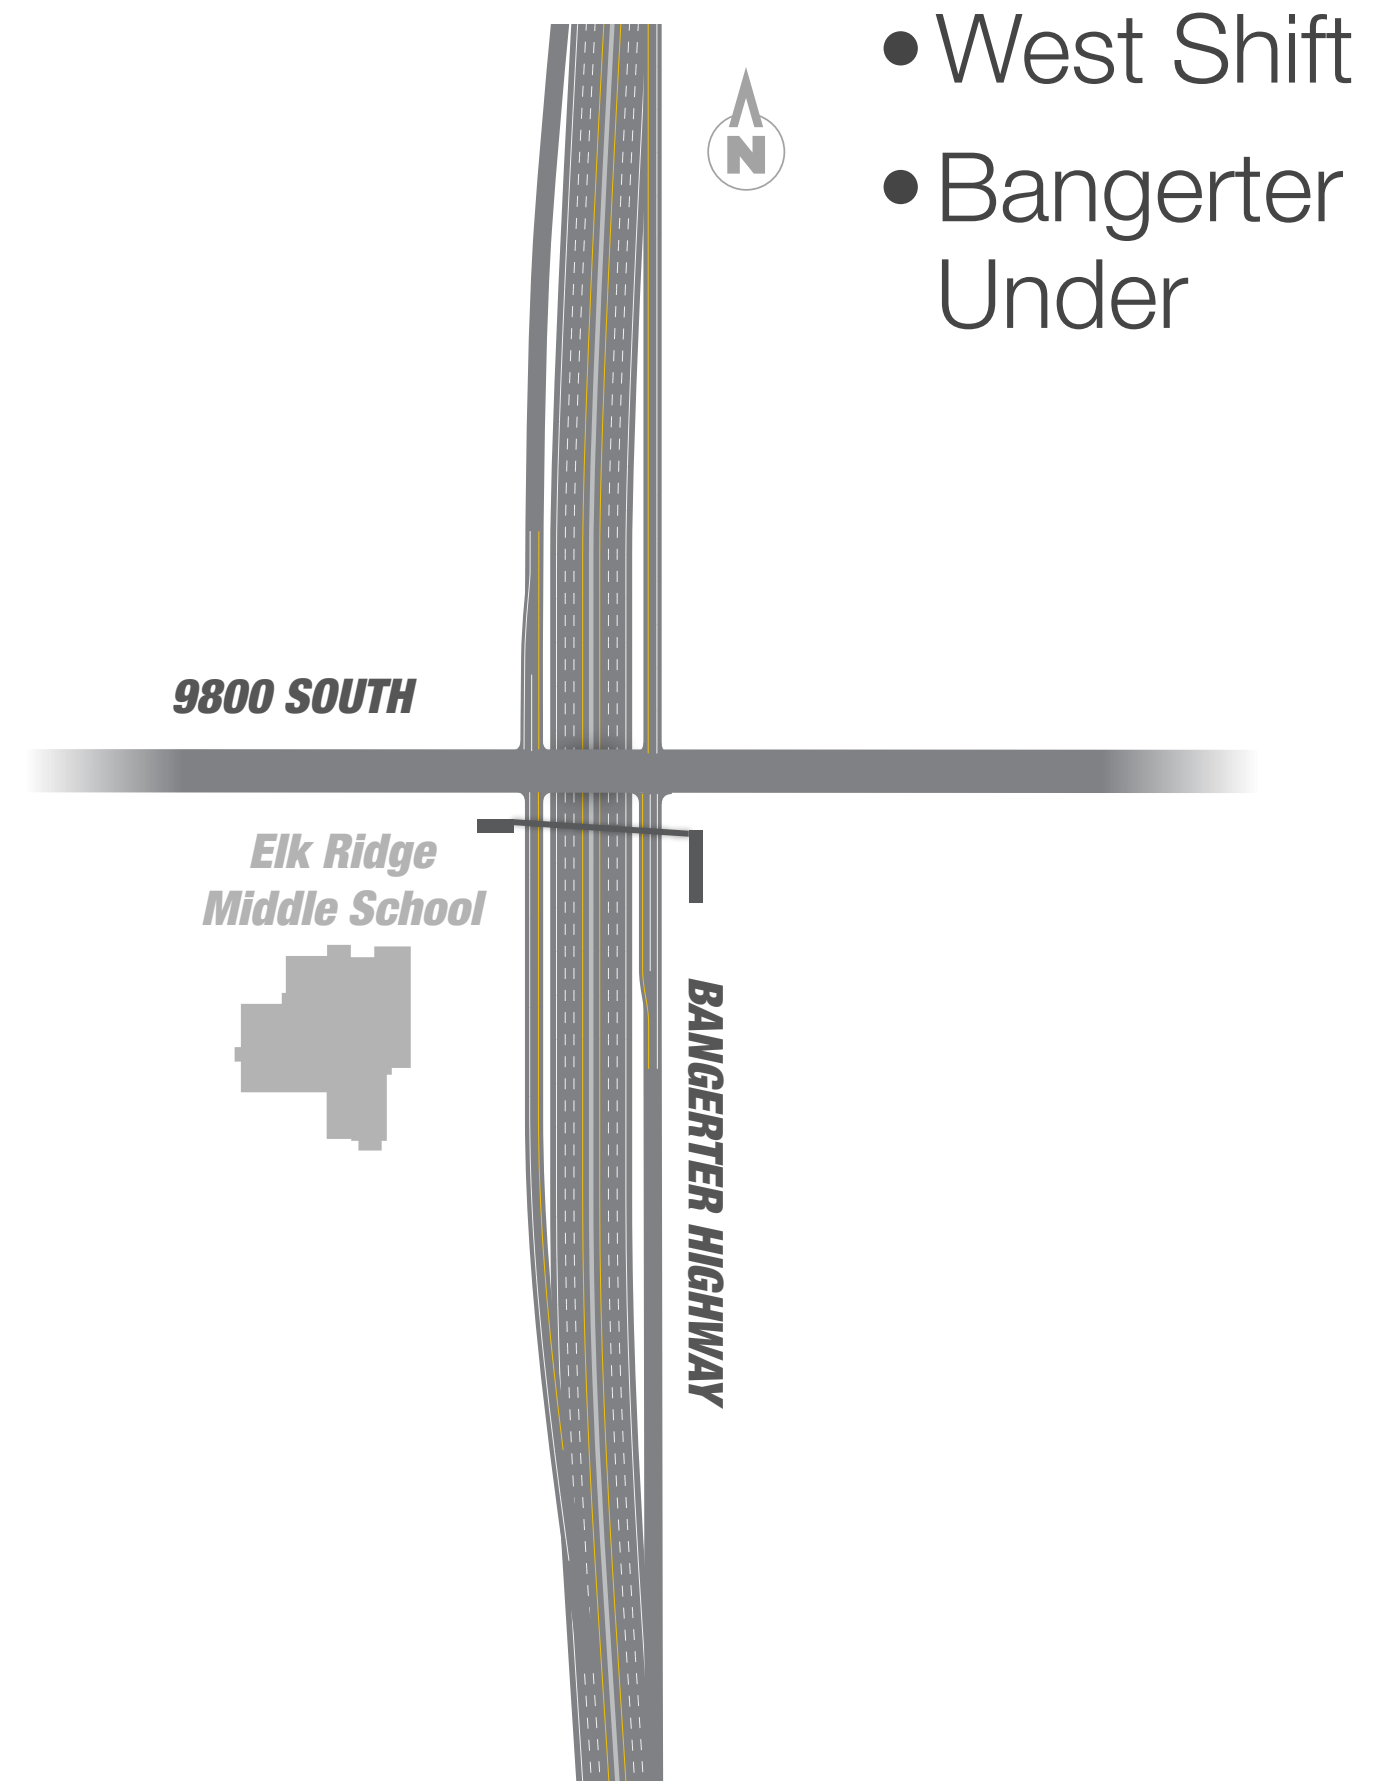 • West Shift
• Bangerter
Under
N
9800 SOUTH
Elk Ridge
Middle School
BANGERTER HIGHWAY